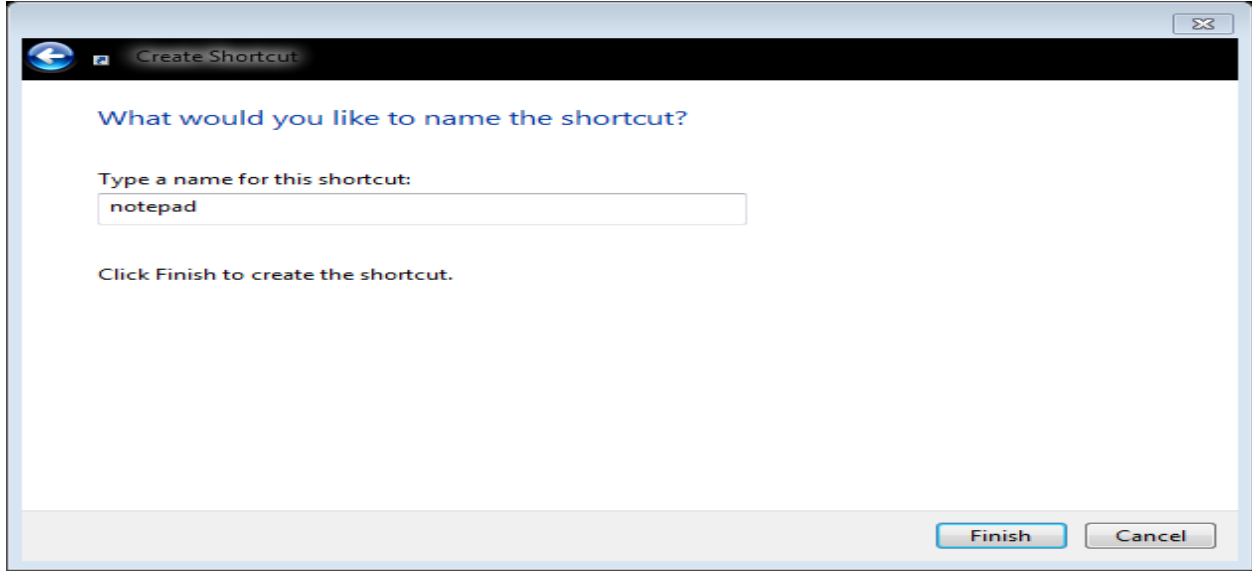 Create Shortcut
What would you like to name the shortcut?
Type a name for this shortcut:
notepad
Click Finish to create the shortcut.
Finish Cancel